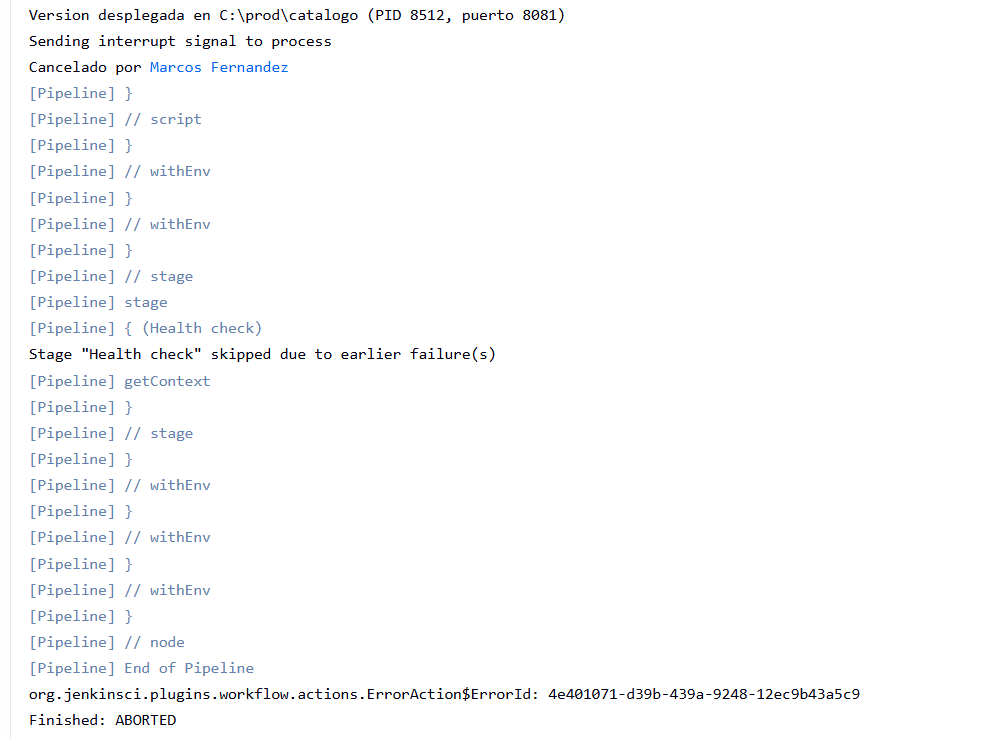 Version desplegada en C:\prod\catalogo (PID 8512, puerto 8081)
Sending interrupt signal to process
Cancelado por Marcos Fernandez
[Pipeline] }
[Pipeline] // script
[Pipeline] }
[Pipeline] // withEnv
[Pipeline] }
[Pipeline] // withEnv
[Pipeline] }
[Pipeline] // stage
[Pipeline] stage
[Pipeline] { (Health check)
Stage "Health check" skipped due to earlier failure(s)
[Pipeline] getContext
[Pipeline] }
[Pipeline] // stage
[Pipeline] }
[Pipeline] // withEnv
[Pipeline] }
[Pipeline] // withEnv
[Pipeline] }
[Pipeline] // withEnv
[Pipeline] }
[Pipeline] // node
[Pipeline] End of Pipeline
org.jenkinsci.plugins.workflow.actions.ErrorAction$ErrorId: 4e401071-d39b-439a-9248-12ec9b43a5c9
Finished: ABORTED